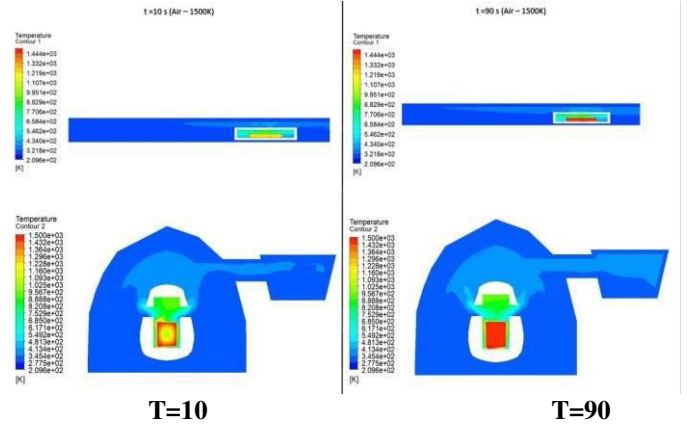 t =10 s (Air – 1500K)
Temperature
Contour 1
1.444e+03
1.332e+03
1.219e+03
1.107e+03
9.951e+02
8.829e+02
7.706e+02
6.584e+02
5.462e+02
4.340e+02
3.218e+02
2.096e+02
[K]
Temperature
Contour 2
1.500e+03
1.432e+03
1.364e+03
1.296e+03
1.228e+03
1.160e+03
1.093e+03
1.025e+03
9.567e+02
8.888e+02
8.208e+02
7.529e+02
6.850e+02
6.171e+02
5.492e+02
4.813e+02
4.134e+02
3.454e+02
2.775e+02
2.096e+02
[K]
T=10
t =90 s (Air – 1500K)
Temperature
Contour 1
1.444e+03
1.332e+03
1.219e+03
1.107e+03
9.951e+02
8.829e+02
7.706e+02
6.584e+02
5.462e+02
4.340e+02
3.218e+02
2.096e+02
[K]
Temperature
Contour 2
1.500e+03
1.432e+03
1.364e+03
1.296e+03
1.228e+03
1.160e+03
1.093e+03
1.025e+03
9.567e+02
8.888e+02
8.208e+02
7.529e+02
6.850e+02
6.171e+02
5.492e+02
4.813e+02
4.134e+02
3.454e+02
2.775e+02
2.096e+02
[K]
T=90